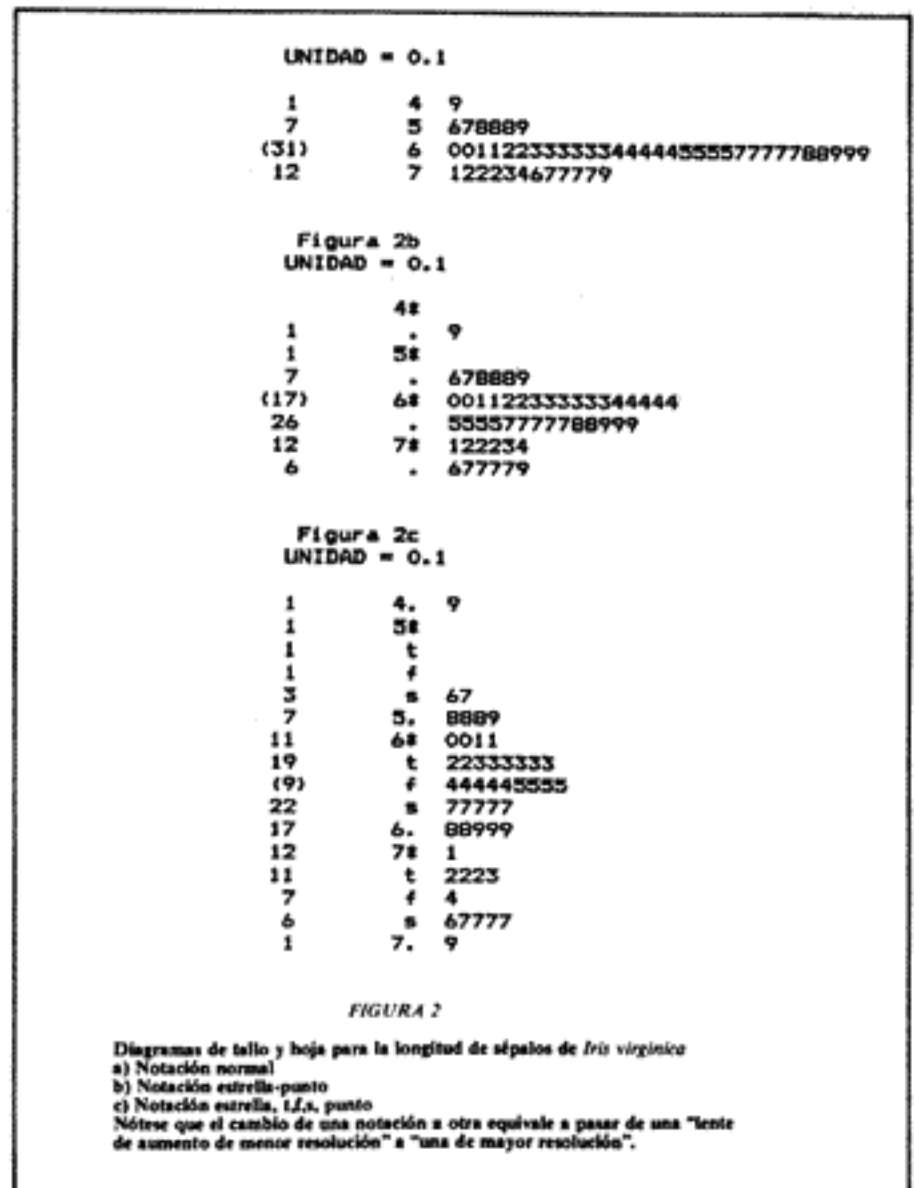 UNIDAD = 0.1
1 4 9
7 5 678889
(31) 6 0011223333334444455557777788999
12 7 122234677779
Figura 2b
UNIDAD = 0.1
4*
1 . 9
1 5*
7 . 678889
(17) 6* 00112233333344444
26 . 55557777788999
12 7* 122234
6 . 677779
Figura 2c
UNIDAD = 0.1
1 4. 9
1 5*
1 t
1 f
3 s 67
7 5. 8889
11 6* 0011
19 t 22333333
(9) f 444445555
22 s 77777
17 6. 88999
12 7* 1
11 t 2223
7 f 4
6 s 67777
1 7. 9
FIGURA 2
Diagramas de tallo y hoja para la longitud de sépalos de Iris virginica
a) Notación normal
b) Notación estrella-punto
c) Notación estrella, t,f,s, punto
Nótese que el cambio de una notación a otra equivale a pasar de una "lente
de aumento de menor resolución" a "una de mayor resolución".